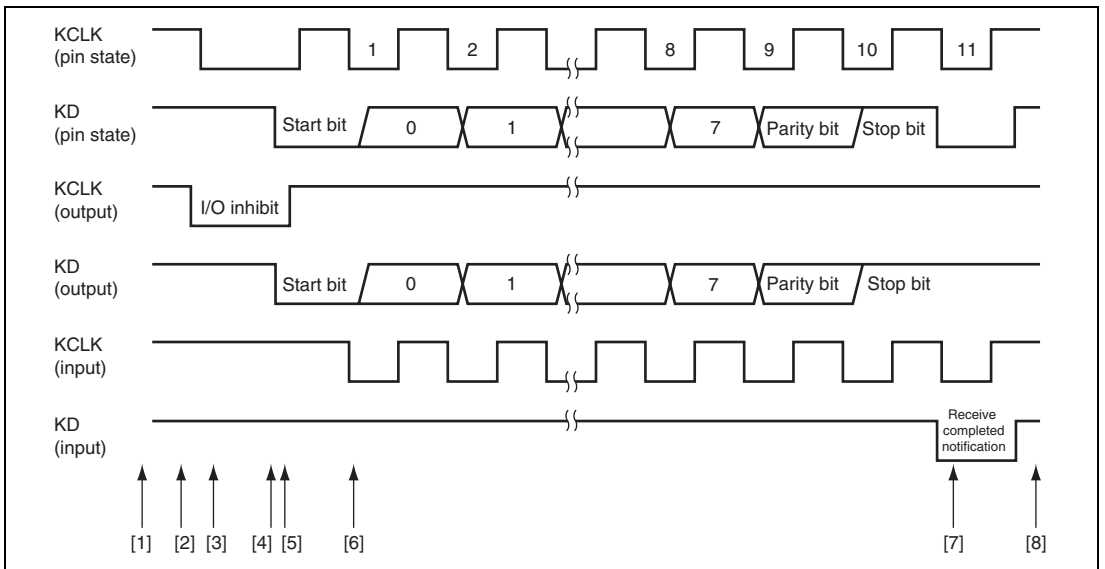 KCLK
(pin state)
1 2 8 9 10 11
KD
(pin state)
Start bit 0 1 7 Parity bit Stop bit
KCLK
(output)
I/O inhibit
KD
(output)
Start bit 0 1 7 Parity bit Stop bit
KCLK
(input)
KD
(input)
Receive
completed
notification
[1] [2] [3] [4] [5] [6] [7] [8]